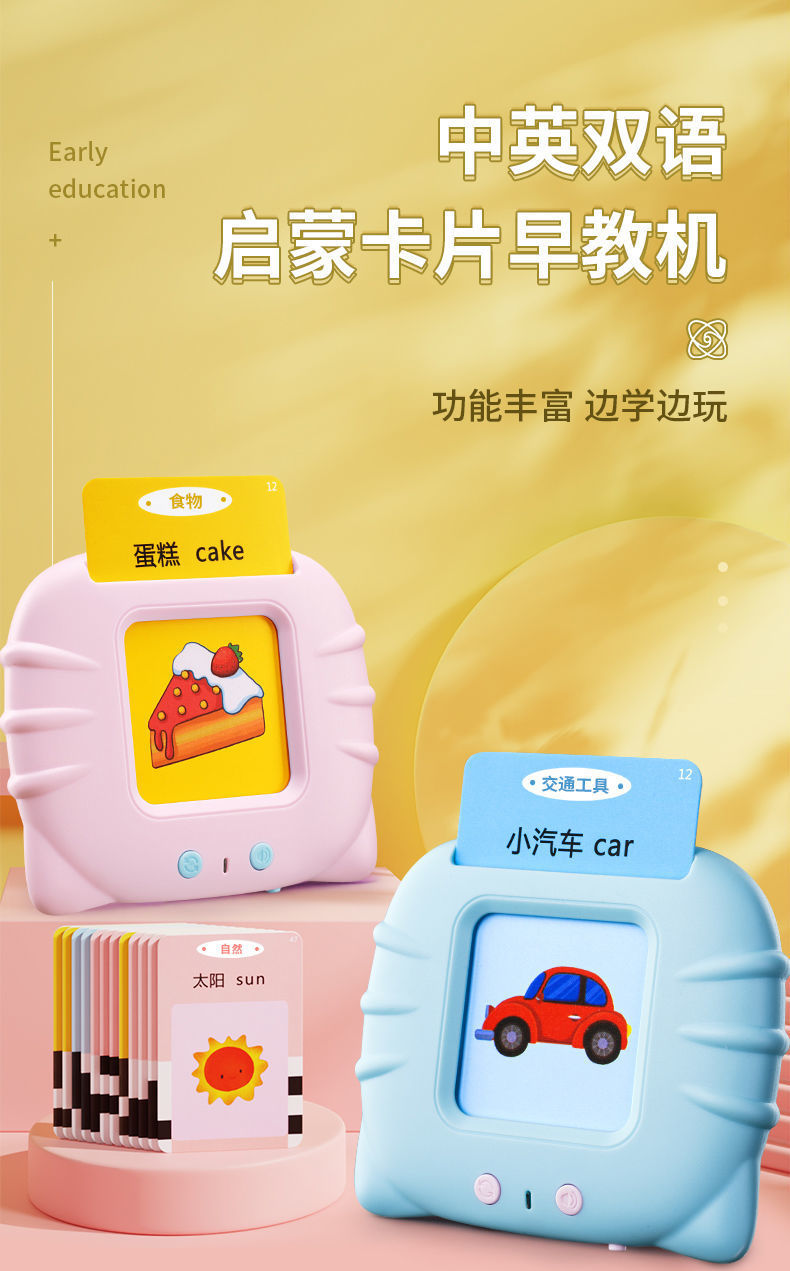 Early
education
+
中英双语
启蒙卡片早教机
功能丰富 边学边玩
12
食物
蛋糕 cake
12
交通工具
小汽车 car
47
自然
太阳 sun